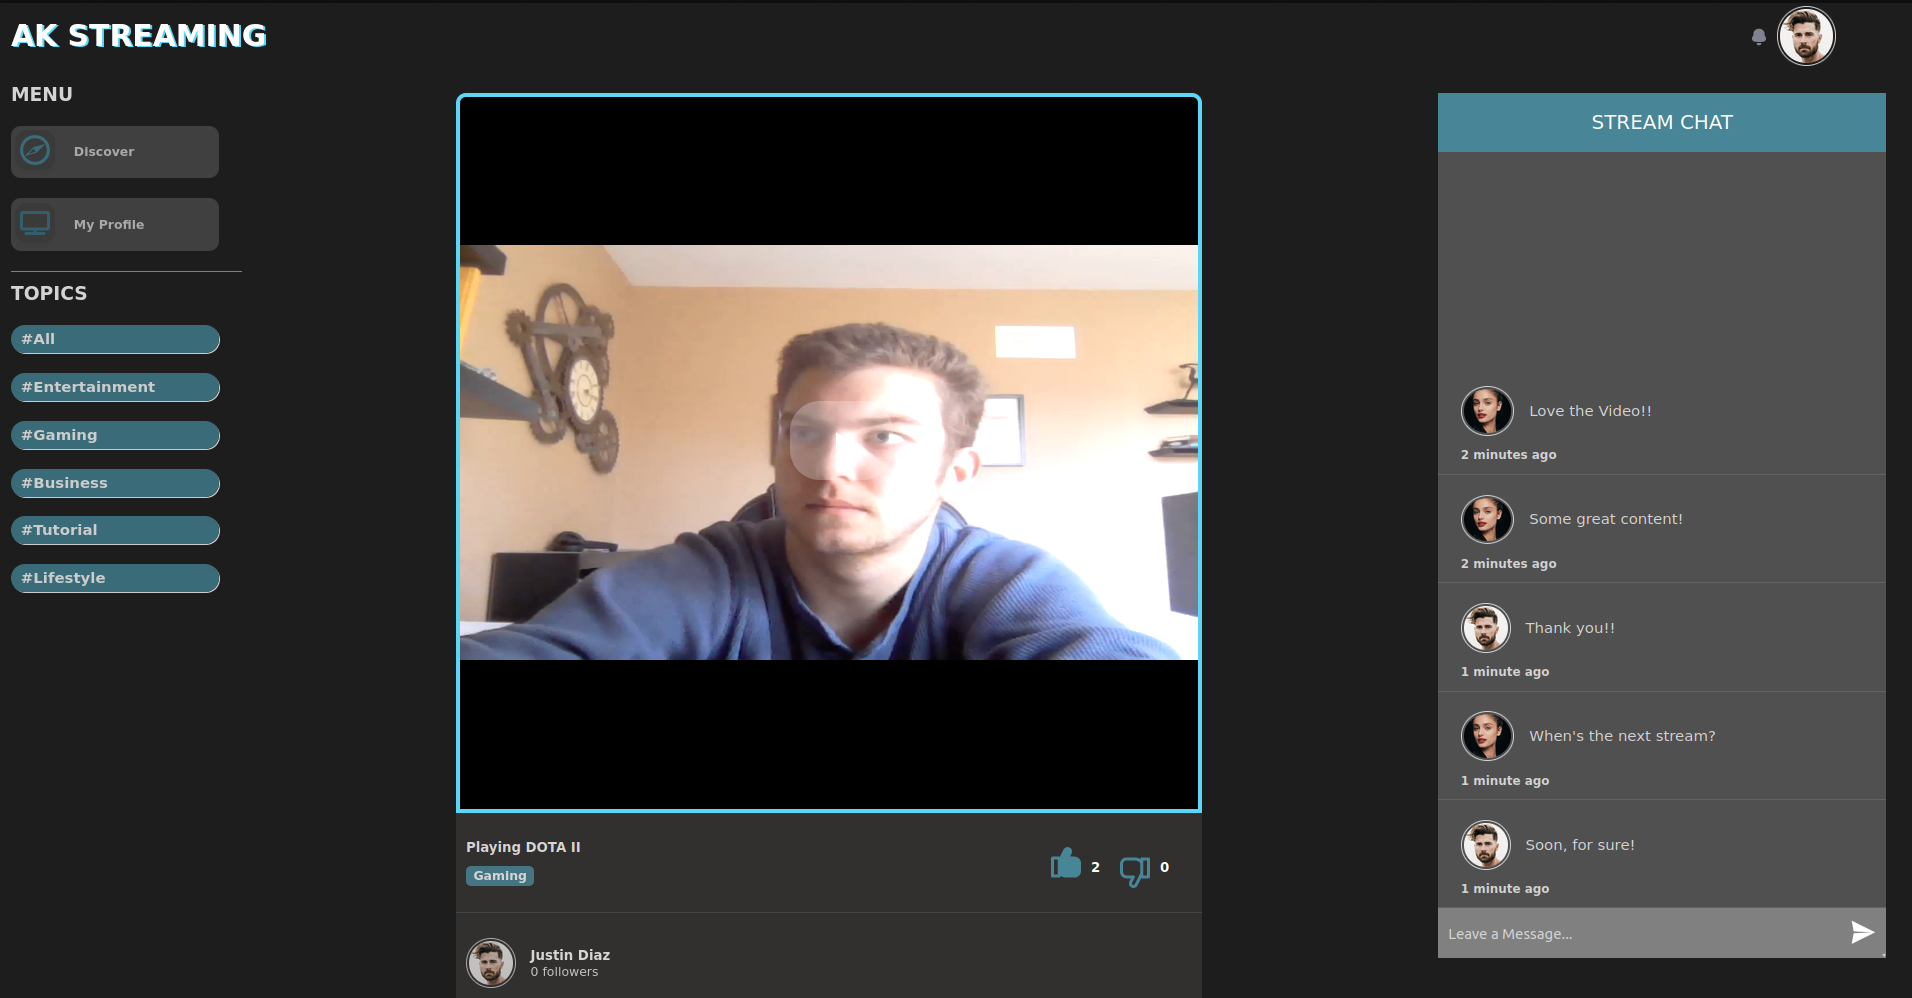 AK STREAMING
MENU
Discover
My Profile
TOPICS
#All
#Entertainment
#Gaming
#Business
#Tutorial
#Lifestyle
Playing DOTA II
Gaming
2
0
Justin Diaz
0 followers
STREAM CHAT
Love the Video!!
2 minutes ago
Some great content!
2 minutes ago
Thank you!!
1 minute ago
When's the next stream?
1 minute ago
Soon, for sure!
1 minute ago
Leave a Message...